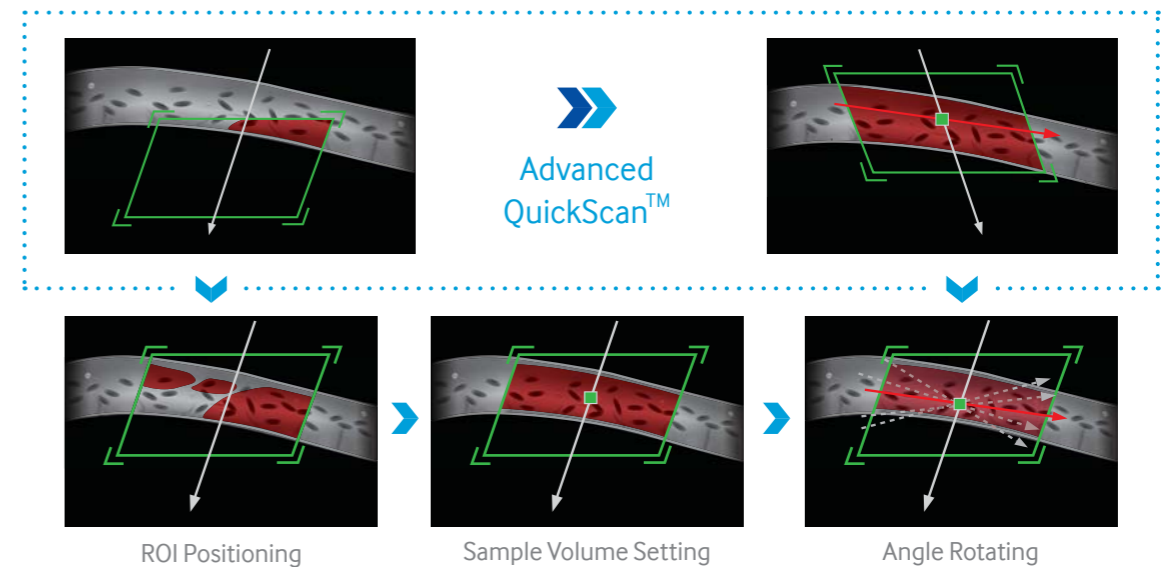 Advanced
QuickScan™
ROI Positioning
Sample Volume Setting
Angle Rotating